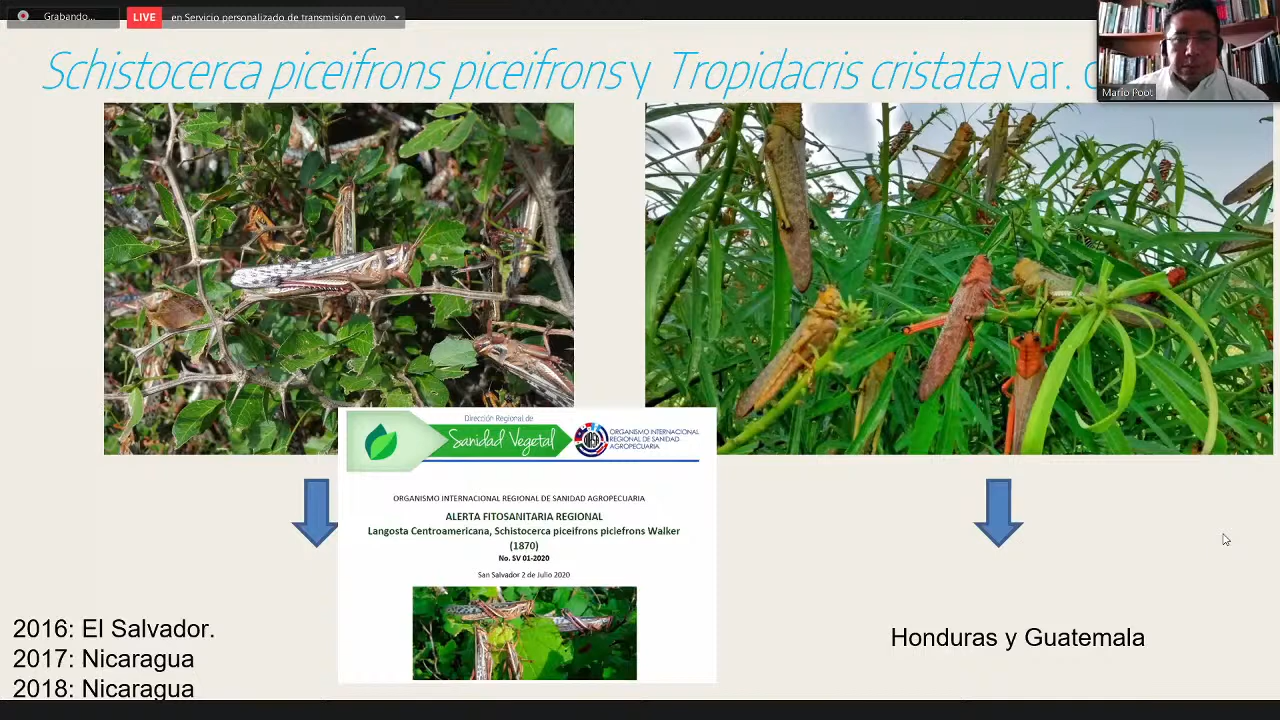 Grabando...
LIVE
en Servicio personalizado de transmisión en vivo
Schistocerca piceifrons piceifrons y Tropidacris cristata var.
Mario Poot
Dirección Regional de
Sanidad Vegetal
OIRSA
ORGANISMO INTERNACIONAL
REGIONAL DE SANIDAD
AGROPECUARIA
ORGANISMO INTERNACIONAL REGIONAL DE SANIDAD AGROPECUARIA
ALERTA FITOSANITARIA REGIONAL
Langosta Centroamericana, Schistocerca piceifrons piciefrons Walker
(1870)
No. SV 01-2020
San Salvador 2 de Julio 2020
2016: El Salvador.
2017: Nicaragua
2018: Nicaragua
Honduras y Guatemala